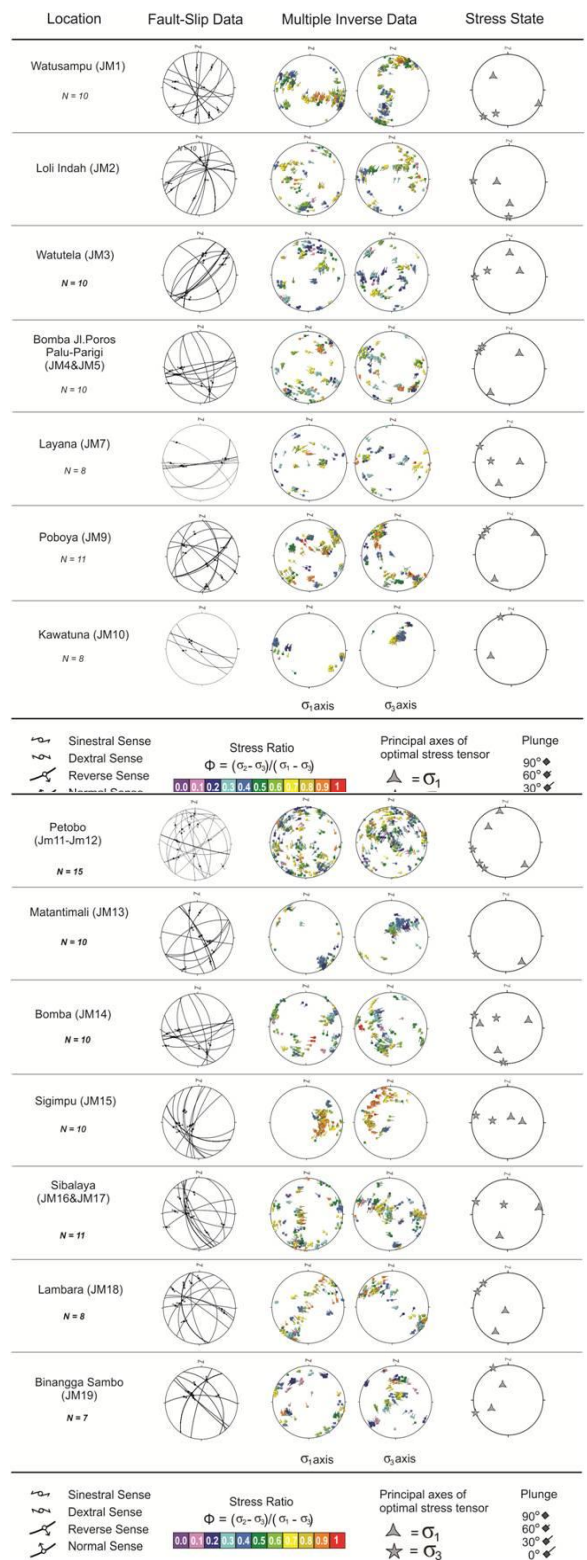 Location Fault-Slip Data Multiple Inverse Data Stress State
Watusampu (JM1)
N = 10
Loli Indah (JM2)
N = 10
N = 10
Watutela (JM3)
N = 10
Bomba Jl.Poros
Palu-Parigi
(JM4&JM5)
N = 10
Layana (JM7)
N = 8
Poboya (JM9)
N = 11
Kawatuna (JM10)
N = 8
σ1axis σ3axis
Sinestral Sense
Dextral Sense
Reverse Sense
Normal Sense
Stress Ratio
Φ = (σ2 - σ3)/(σ1 - σ3)
0.0 0.1 0.2 0.3 0.4 0.5 0.6 0.7 0.8 0.9 1
Principal axes of
optimal stress tensor
= σ1
Plunge
90°
60°
30°
Petobo
(Jm11-Jm12)
N = 15
Matantimali (JM13)
N = 10
Bomba (JM14)
N = 10
Sigimpu (JM15)
N = 10
Sibalaya
(JM16&JM17)
N = 11
Lambara (JM18)
N = 8
Binangga Sambo
(JM19)
N = 7
σ1axis σ3axis
Sinestral Sense
Dextral Sense
Reverse Sense
Normal Sense
Stress Ratio
Φ = (σ2 - σ3)/(σ1 - σ3)
0.0 0.1 0.2 0.3 0.4 0.5 0.6 0.7 0.8 0.9 1
Principal axes of
optimal stress tensor
= σ1
= σ3
Plunge
90°
60°
30°
0°